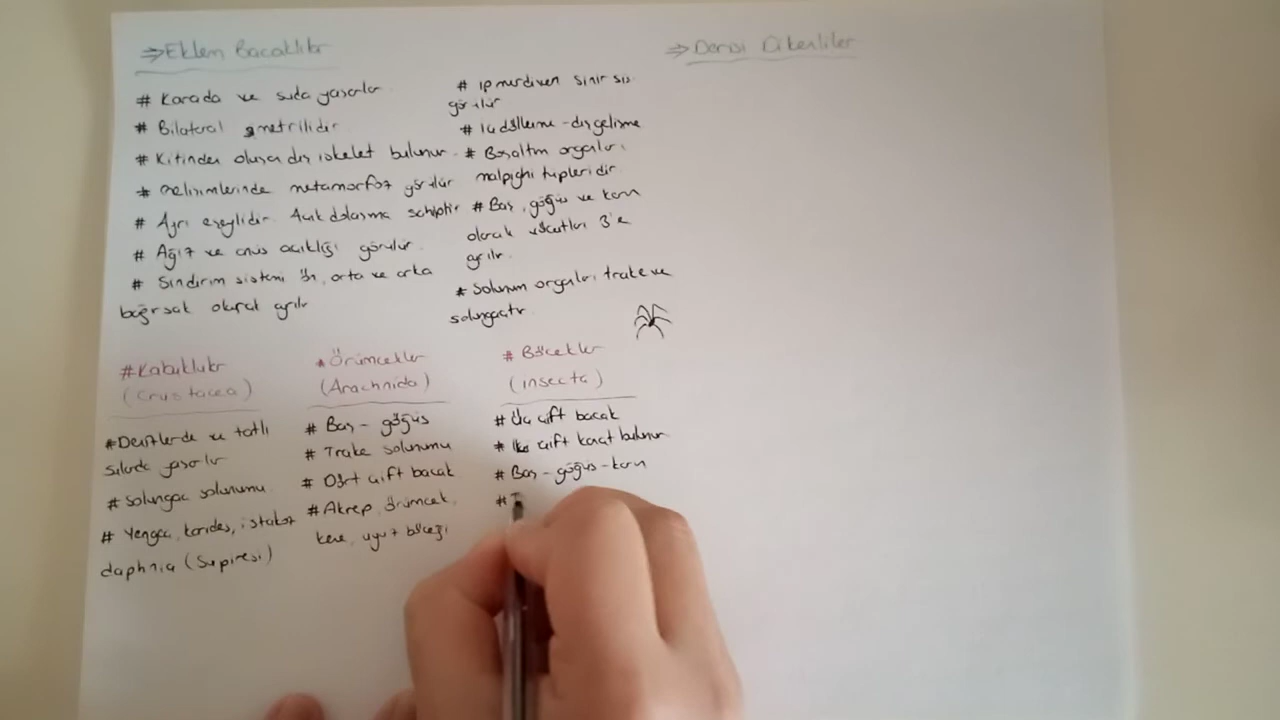 ⇒ Eklem Bacaklılar
# Karada ve suda yaşarlar
# Bilateral simetrilidir
# Kitinden oluşan dış iskelet bulunur.
# Gelişimlerinde metamorfoz görülür
# Ayrı eşeylidir. Açık dolaşıma sahiptir
# Ağız ve anüs açıklığı görülür.
# Sindirim sistemi ön, orta ve arka
bağırsak olarak ayrılır
# ip merdiven sinir sis.
görülür
# İç dölleme - dış gelişme
# Boşaltım organları
malpighi tüpleridir.
# Baş, göğüs ve karın
olarak vücutları 3'e
ayrılır.
# Solunum organları trake ve
solungaçtır.
# Kabuklular
(Crustacea)
# Denizlerde ve tatlı
sularda yaşarlar
# Solungaç solunumu
# Yengeç, karides, istakoz
daphnia (Su piresi)
# Örümcekler
(Arachnida)
# Baş - göğüs
# Trake solunumu
# Dört çift bacak
# Akrep, örümcek,
kene, uyuz böceği
# Böcekler
(insecta)
# Üç çift bacak
# İki çift kanat bulunur
# Baş - göğüs - karın
#
⇒ Derisi Dikenliler